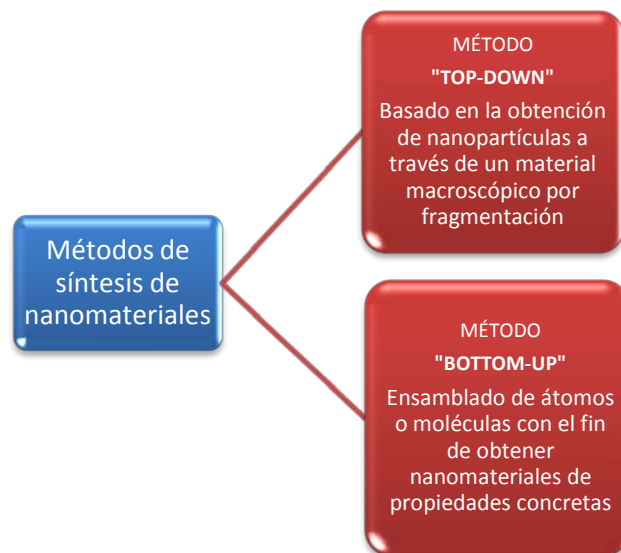 Métodos de
síntesis de
nanomateriales
MÉTODO
"TOP-DOWN"
Basado en la obtención
de nanopartículas a
través de un material
macroscópico por
fragmentación
MÉTODO
"BOTTOM-UP"
Ensamblado de átomos
o moléculas con el fin
de obtener
nanomateriales de
propiedades concretas